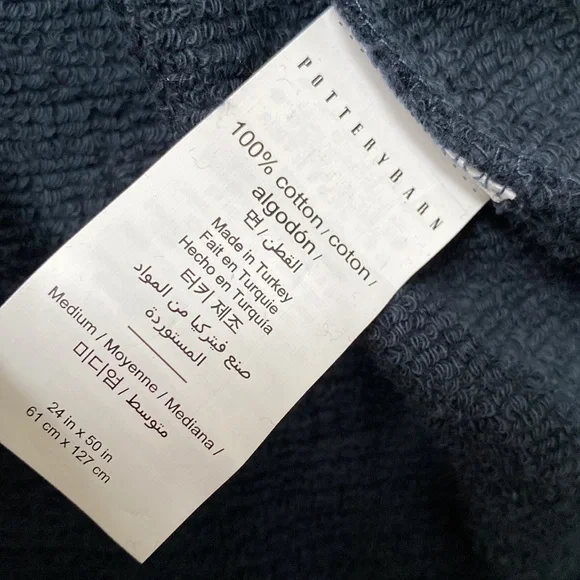 POTTERYBARN
100% cotton / coton /
algodón /
면 / القطن /
Made in Turkey
Fait en Turquie
Hecho en Turquía
터키 제조
صنع فيتركيا من المواد
المستوردة
Medium / Moyenne / Mediana /
미디엄 / متوسط /
24 in x 50 in
61 cm x 127 cm